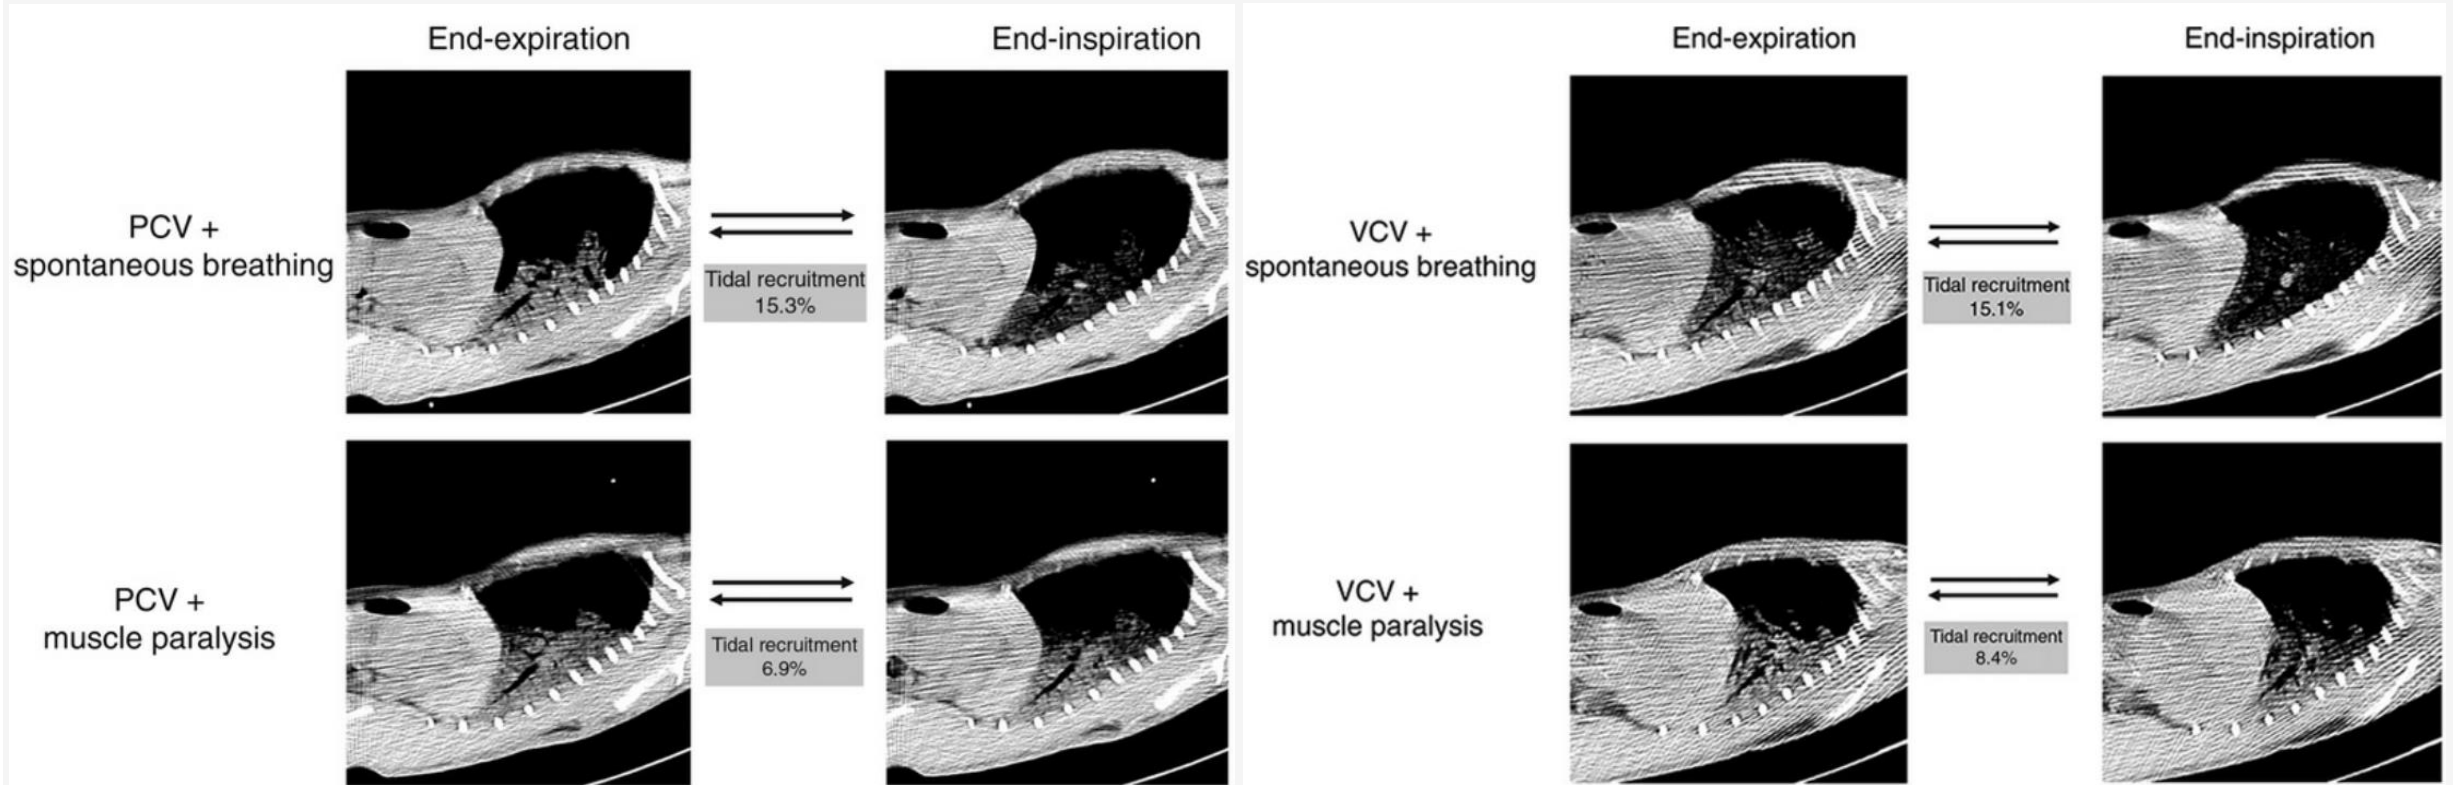 End-expiration
End-inspiration
End-expiration
End-inspiration
PCV +
spontaneous breathing
Tidal recruitment
15.3%
VCV +
spontaneous breathing
Tidal recruitment
15.1%
PCV +
muscle paralysis
Tidal recruitment
6.9%
VCV +
muscle paralysis
Tidal recruitment
8.4%